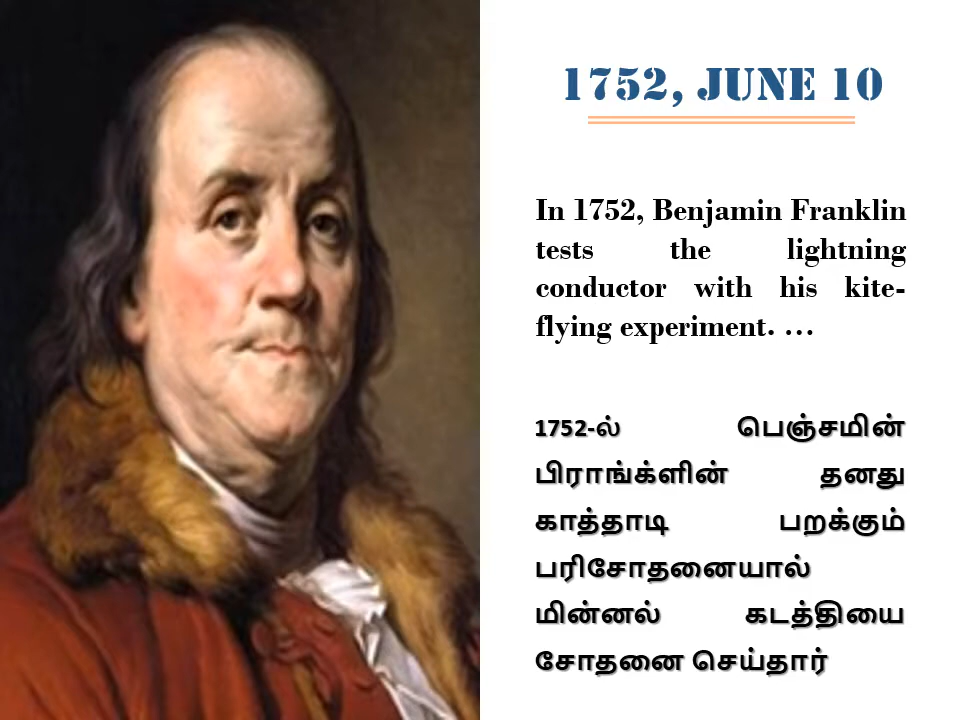 1752, JUNE 10
In 1752, Benjamin Franklin
tests the lightning
conductor with his kite-
flying experiment. …
1752-ல் பெஞ்சமின்
பிராங்க்ளின் தனது
காத்தாடி பறக்கும்
பரிசோதனையால்
மின்னல் கடத்தியை
சோதனை செய்தார்